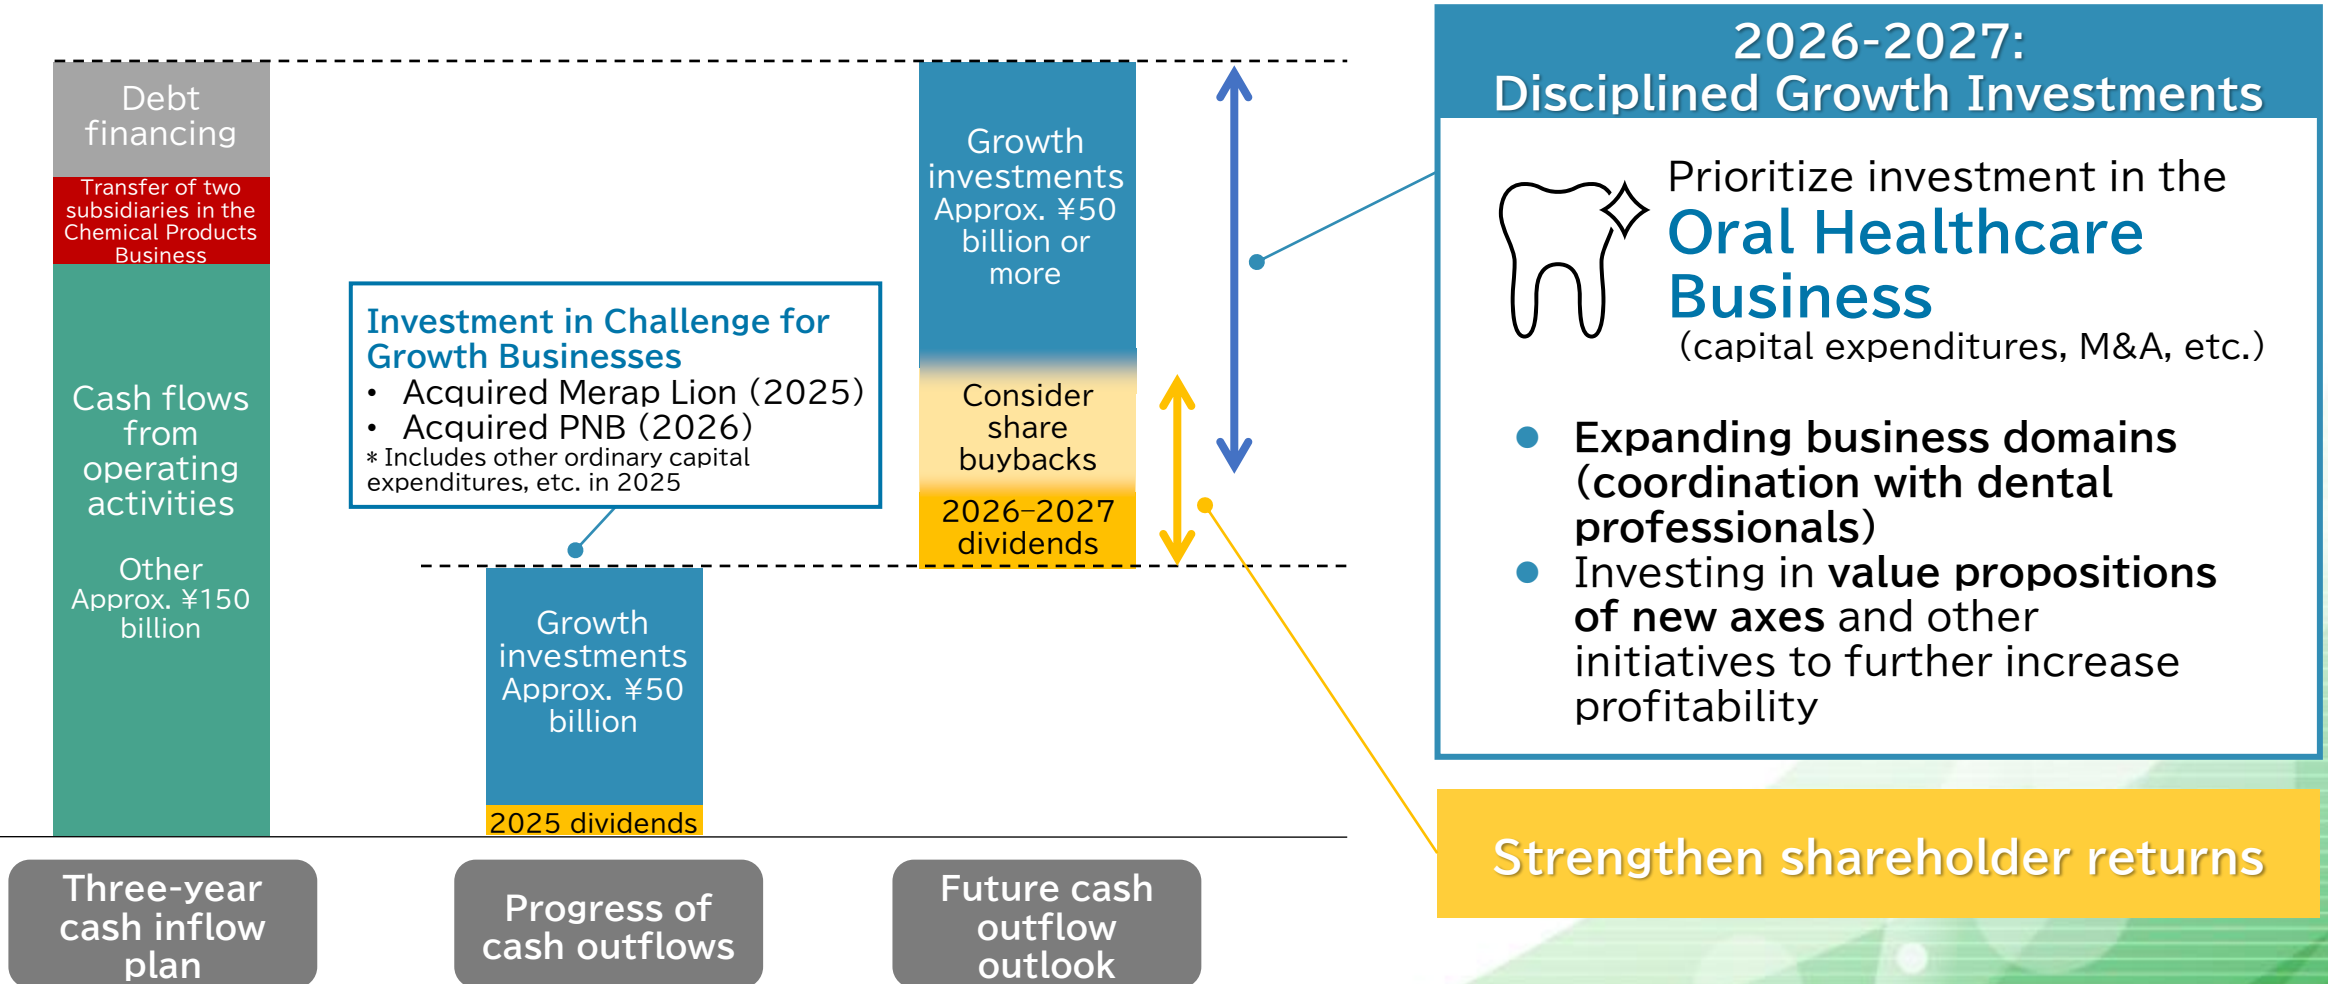 Debt
financing
Transfer of two
subsidiaries in the
Chemical Products
Business
Cash flows
from
operating
activities
Other
Approx. ¥150
billion
Three-year
cash inflow
plan
Investment in Challenge for
Growth Businesses
• Acquired Merap Lion (2025)
• Acquired PNB (2026)
* Includes other ordinary capital
expenditures, etc. in 2025
Growth
investments
Approx. ¥50
billion
2025 dividends
Progress of
cash outflows
Growth
investments
Approx. ¥50
billion or
more
Consider
share
buybacks
2026–2027
dividends
Future cash
outflow
outlook
2026-2027:
Disciplined Growth Investments
Prioritize investment in the
Oral Healthcare
Business
(capital expenditures, M&A, etc.)
● Expanding business domains
(coordination with dental
professionals)
● Investing in value propositions
of new axes and other
initiatives to further increase
profitability
Strengthen shareholder returns